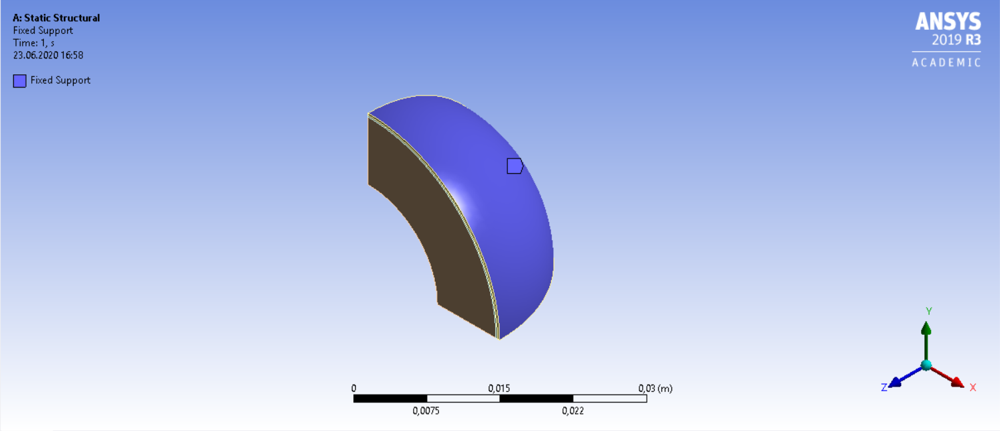 A: Static Structural
Fixed Support
Time: 1, s
23.06.2020 16:58
Fixed Support
ANSYS
2019 R3
ACADEMIC
0
0,015
0,03 (m)
0,0075
0,022
Y
Z
X